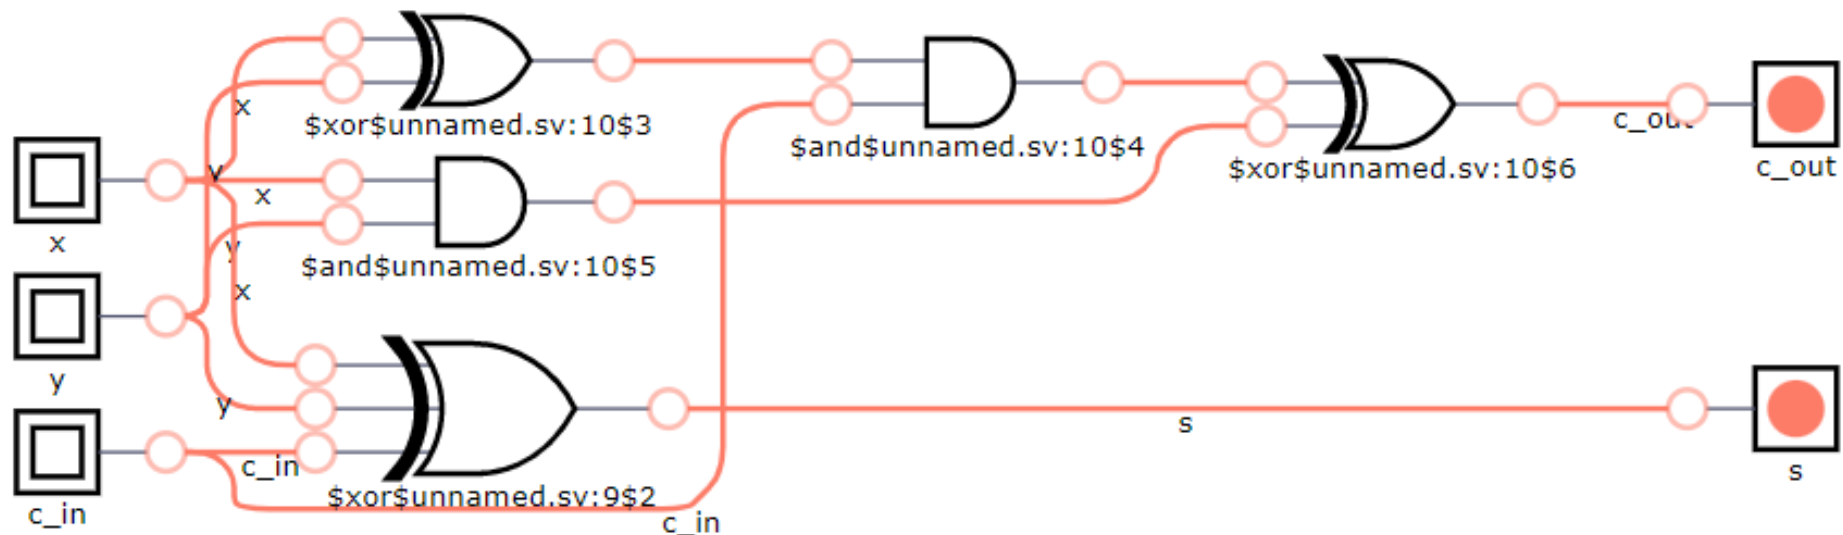 x
$xor$unnamed.sv:10$3
$and$unnamed.sv:10$4
c_out
$xor$unnamed.sv:10$6
c_out
y
x
x
y
$and$unnamed.sv:10$5
x
y
y
c_in
$xor$unnamed.sv:9$2
s
s
c_in
c_in